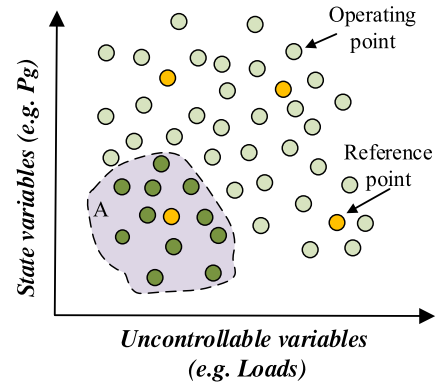 Operating
point
Reference
point
A
State variables (e.g. Pg)
Uncontrollable variables
(e.g. Loads)